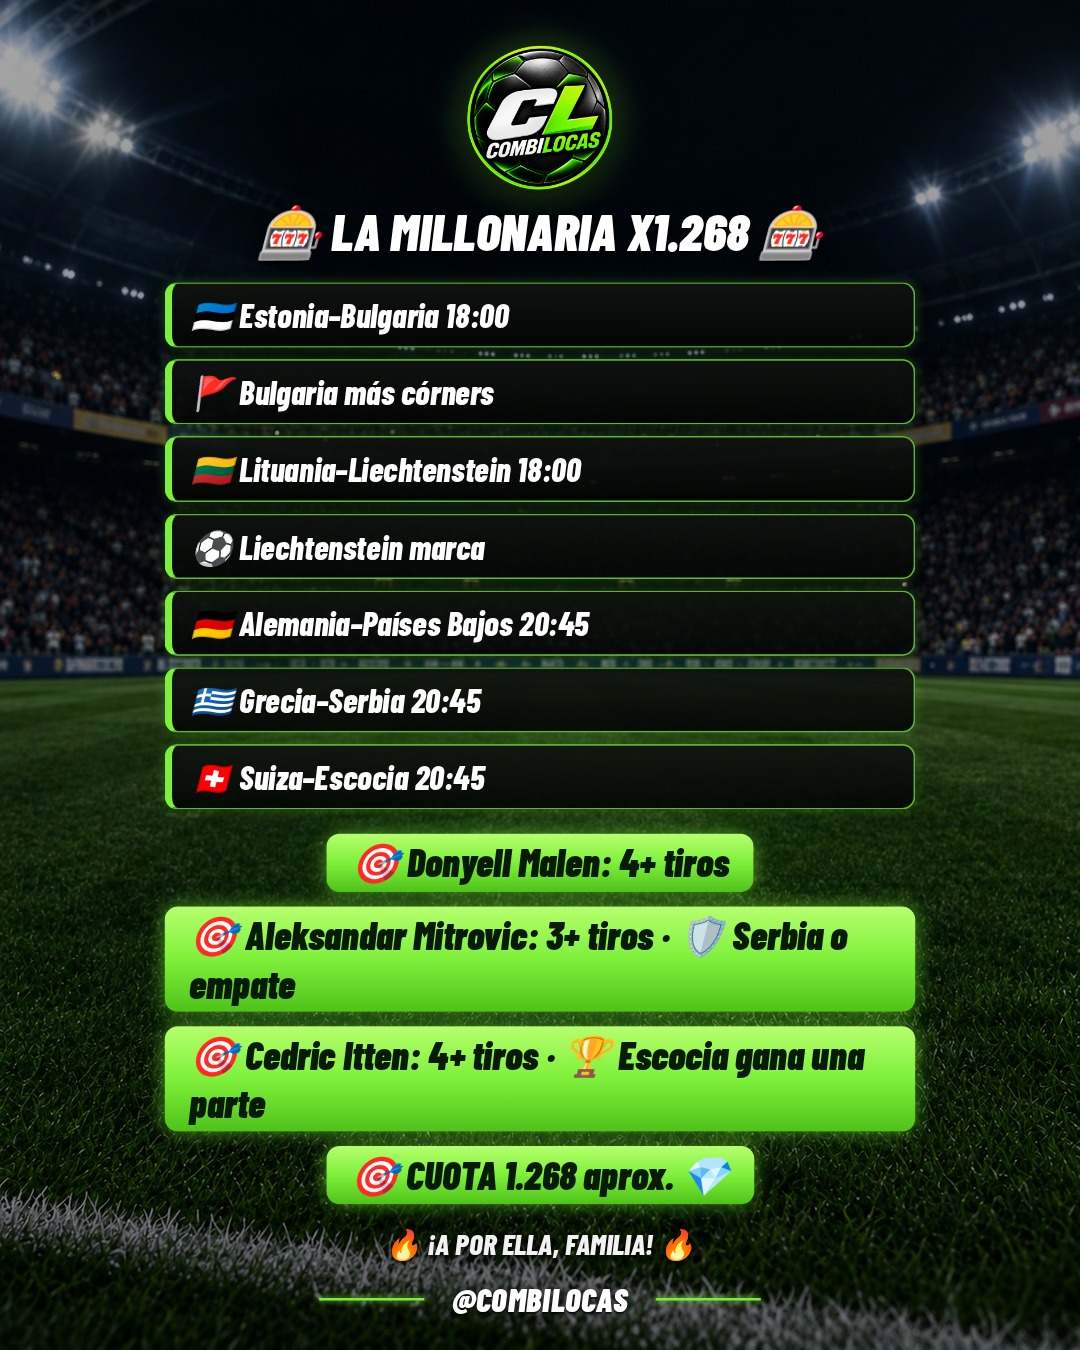 CL
COMBILOCAS
🎰 LA MILLONARIA X1.268 🎰
🇪🇪 Estonia-Bulgaria 18:00
🚩 Bulgaria más córners
🇱🇹 Lituania-Liechtenstein 18:00
⚽ Liechtenstein marca
🇩🇪 Alemania-Países Bajos 20:45
🇬🇷 Grecia-Serbia 20:45
🇨🇭 Suiza-Escocia 20:45
🎯 Donyell Malen: 4+ tiros
🎯 Aleksandar Mitrovic: 3+ tiros · 🛡️ Serbia o
empate
🎯 Cedric Itten: 4+ tiros · 🏆 Escocia gana una
parte
🎯 CUOTA 1.268 aprox. 💎
🔥 ¡A POR ELLA, FAMILIA! 🔥
@COMBILOCAS